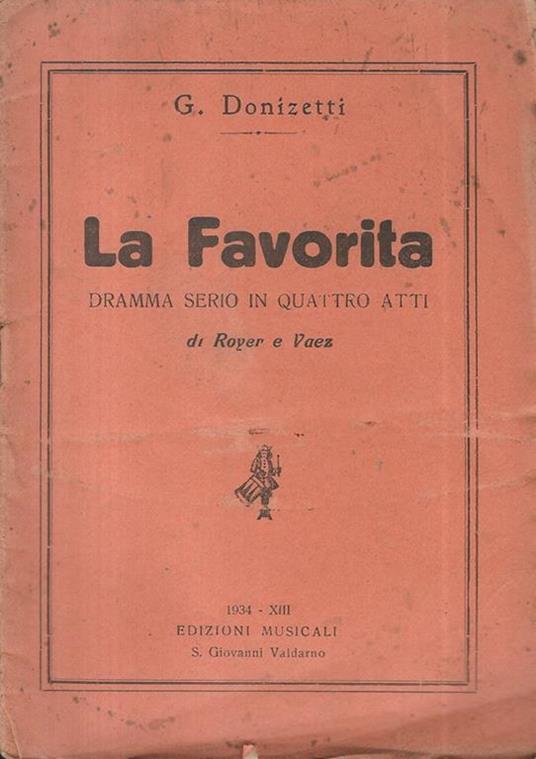 G. Donizetti
La Favorita
DRAMMA SERIO IN QUATTRO ATTI
di Royer e Vaez
1934 - XIII
EDIZIONI MUSICALI
S. Giovanni Valdarno